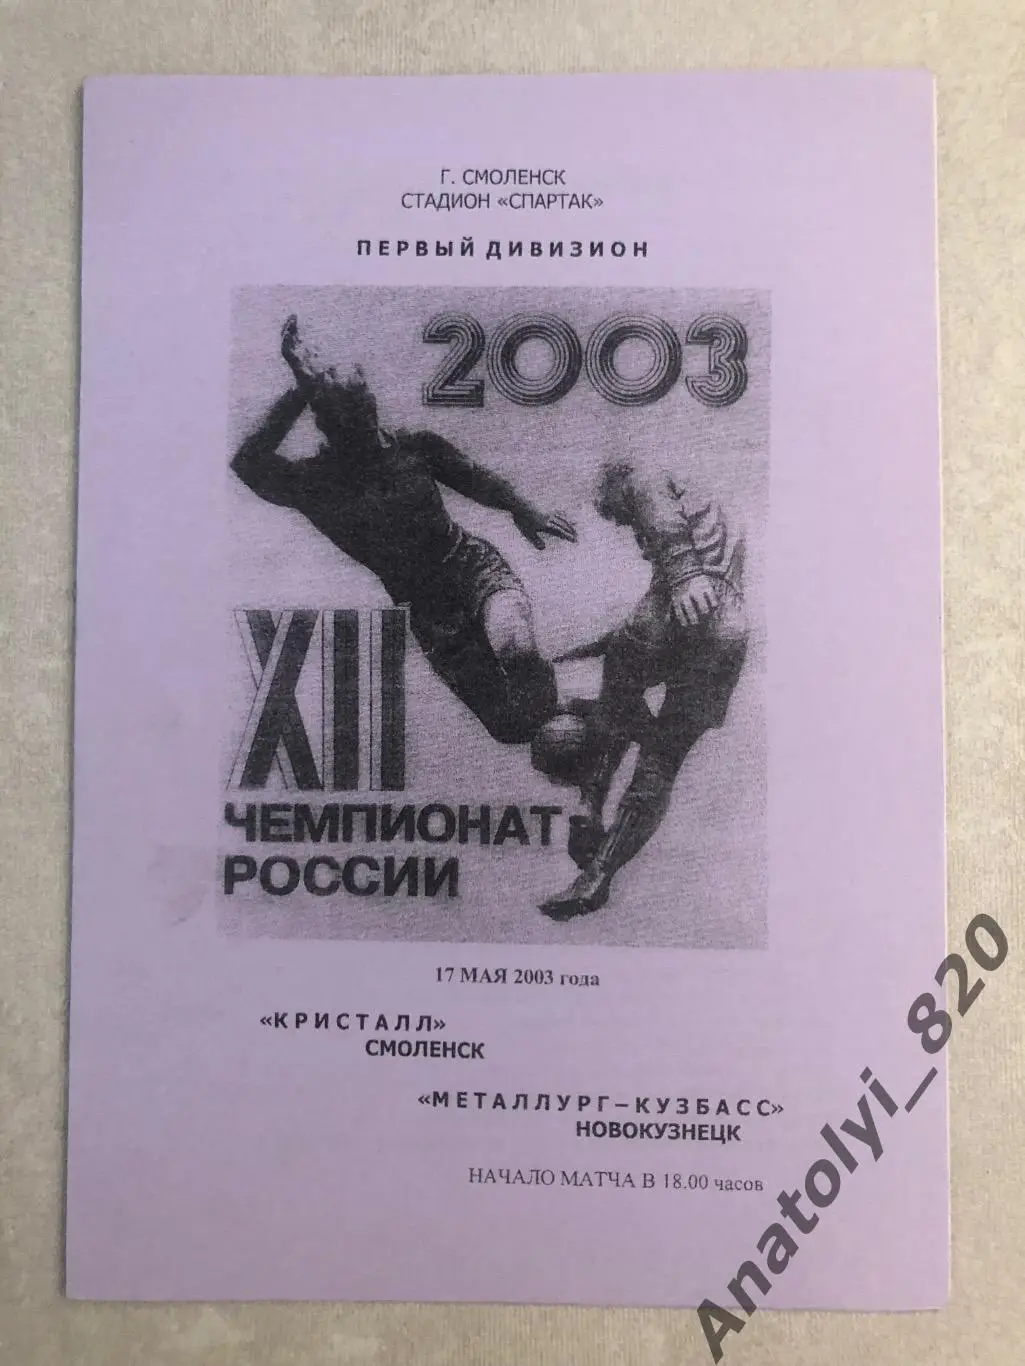 Г. СМОЛЕНСК
СТАДИОН «СПАРТАК»
ПЕРВЫЙ ДИВИЗИОН
2003
XII
ЧЕМПИОНАТ
РОССИИ
17 МАЯ 2003 года
«КРИСТАЛЛ»
СМОЛЕНСК
«МЕТАЛЛУРГ–КУЗБАСС»
НОВОКУЗНЕЦК
НАЧАЛО МАТЧА В 18.00 часов
Anatolyi_820